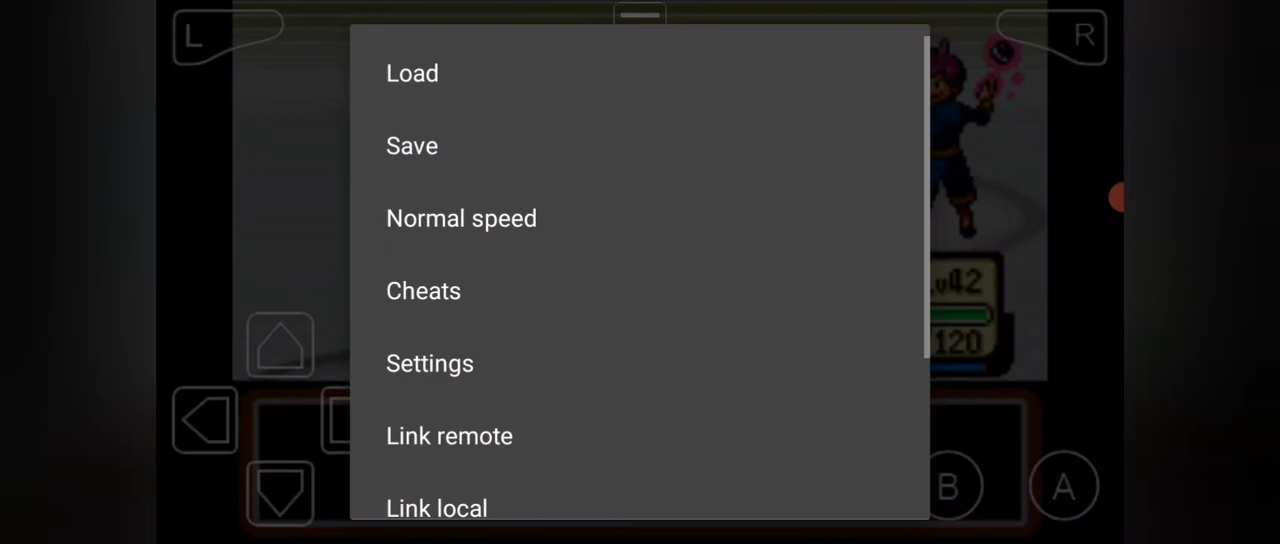 L
R
Load
Save
Normal speed
Cheats
Settings
Link remote
Link local
Lv42
120
B
A